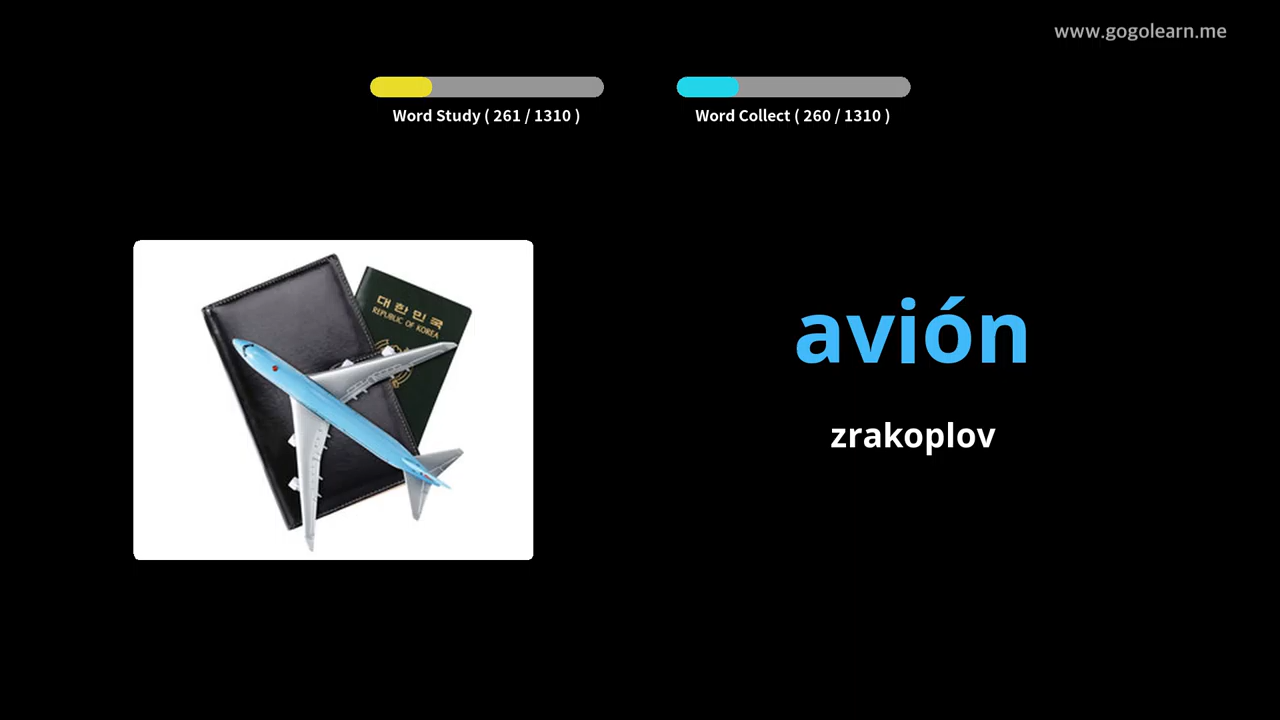 www.gogolearn.me
Word Study ( 261 / 1310 )
Word Collect ( 260 / 1310 )
대한민국
REPUBLIC OF KOREA
avión
zrakoplov